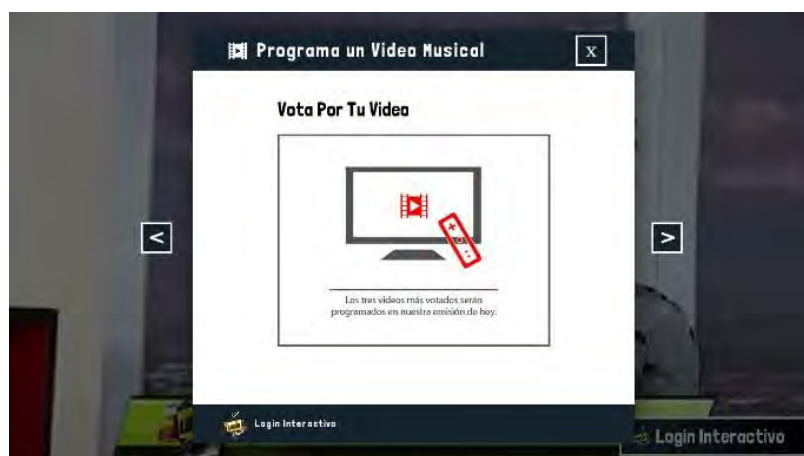 Programa un Video Musical
X
Vota Por Tu Video
<
>
Los tres videos más votados serán
programados en nuestra emisión de hoy.
Login Interactivo
Login Interactivo